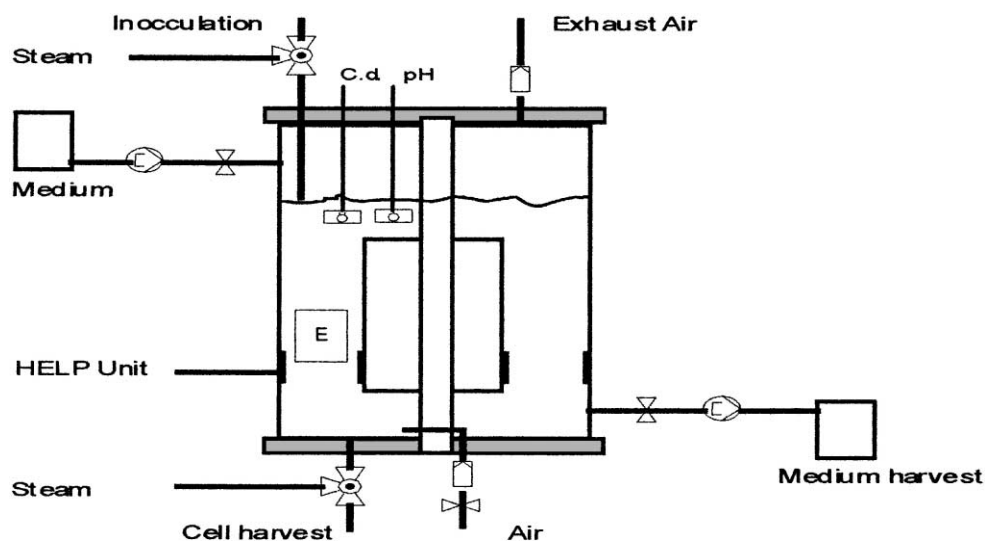 Inocculation
Exhaust Air
Steam
C.d. pH
Medium
E
HELP Unit
Medium harvest
Steam
Cell harvest
Air